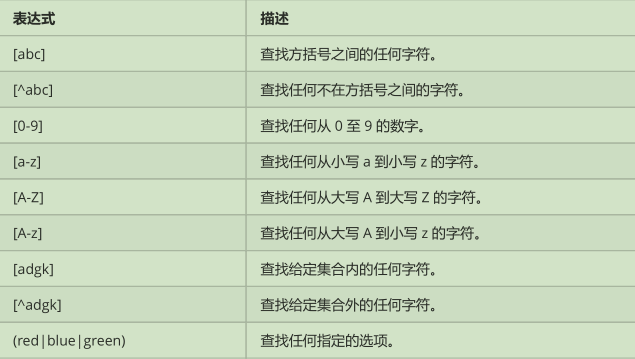 表达式 描述
[abc] 查找方括号之间的任何字符。
[^abc] 查找任何不在方括号之间的字符。
[0-9] 查找任何从 0 至 9 的数字。
[a-z] 查找任何从小写 a 到小写 z 的字符。
[A-Z] 查找任何从大写 A 到大写 Z 的字符。
[A-z] 查找任何从大写 A 到小写 z 的字符。
[adgk] 查找给定集合内的任何字符。
[^adgk] 查找给定集合外的任何字符。
(red|blue|green) 查找任何指定的选项。